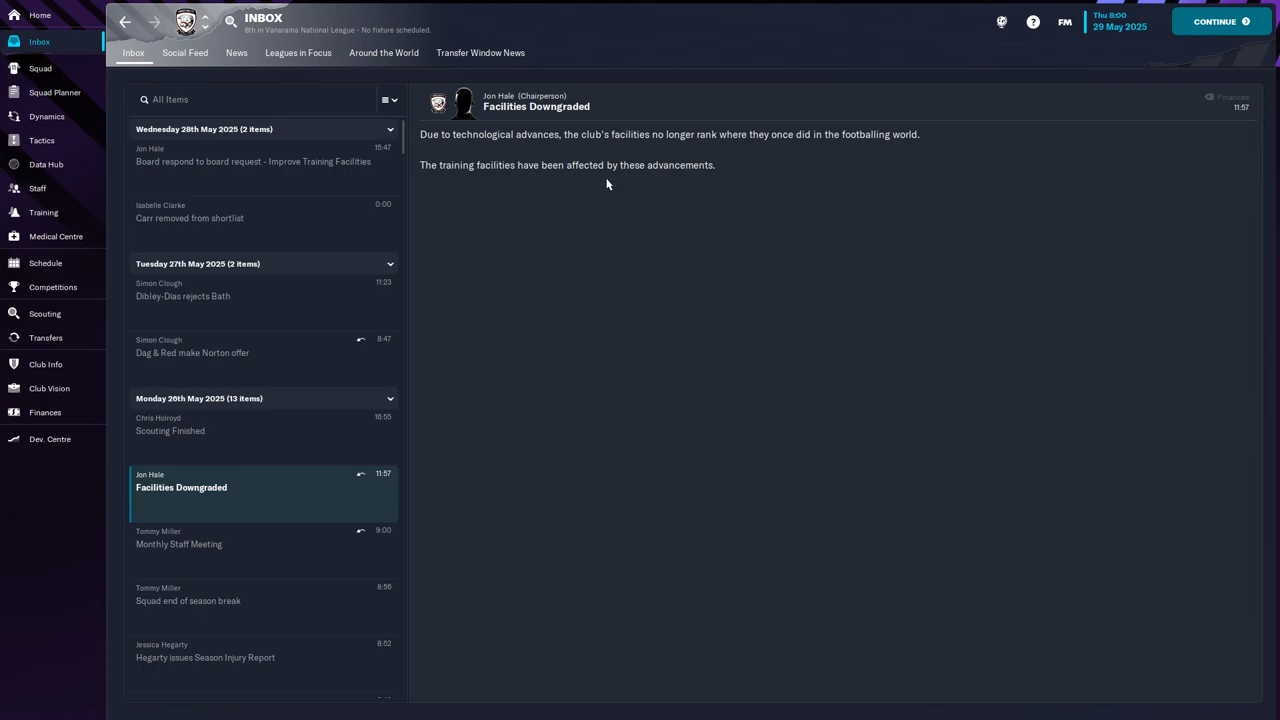 Home
Inbox
Squad
Squad Planner
Dynamics
Tactics
Data Hub
Staff
Training
Medical Centre
Schedule
Competitions
Scouting
Transfers
Club Info
Club Vision
Finances
Dev. Centre
INBOX
8th in Vanarama National League - No fixture scheduled.
FM
Thu 8:00
29 May 2025
CONTINUE
Inbox
Social Feed
News
Leagues in Focus
Around the World
Transfer Window News
All Items
Wednesday 28th May 2025 (2 items)
Jon Hale 15:47
Board respond to board request - Improve Training Facilities
Isabelle Clarke 0:00
Carr removed from shortlist
Tuesday 27th May 2025 (2 items)
Simon Clough 11:23
Dibley-Dias rejects Bath
Simon Clough 8:47
Dag & Red make Norton offer
Monday 26th May 2025 (13 items)
Chris Holroyd 16:55
Scouting Finished
Jon Hale 11:57
Facilities Downgraded
Tommy Miller 9:00
Monthly Staff Meeting
Tommy Miller 8:56
Squad end of season break
Jessica Hegarty 8:52
Hegarty issues Season Injury Report
Jon Hale (Chairperson)
Facilities Downgraded
Finances
11:57
Due to technological advances, the club's facilities no longer rank where they once did in the footballing world.
The training facilities have been affected by these advancements.